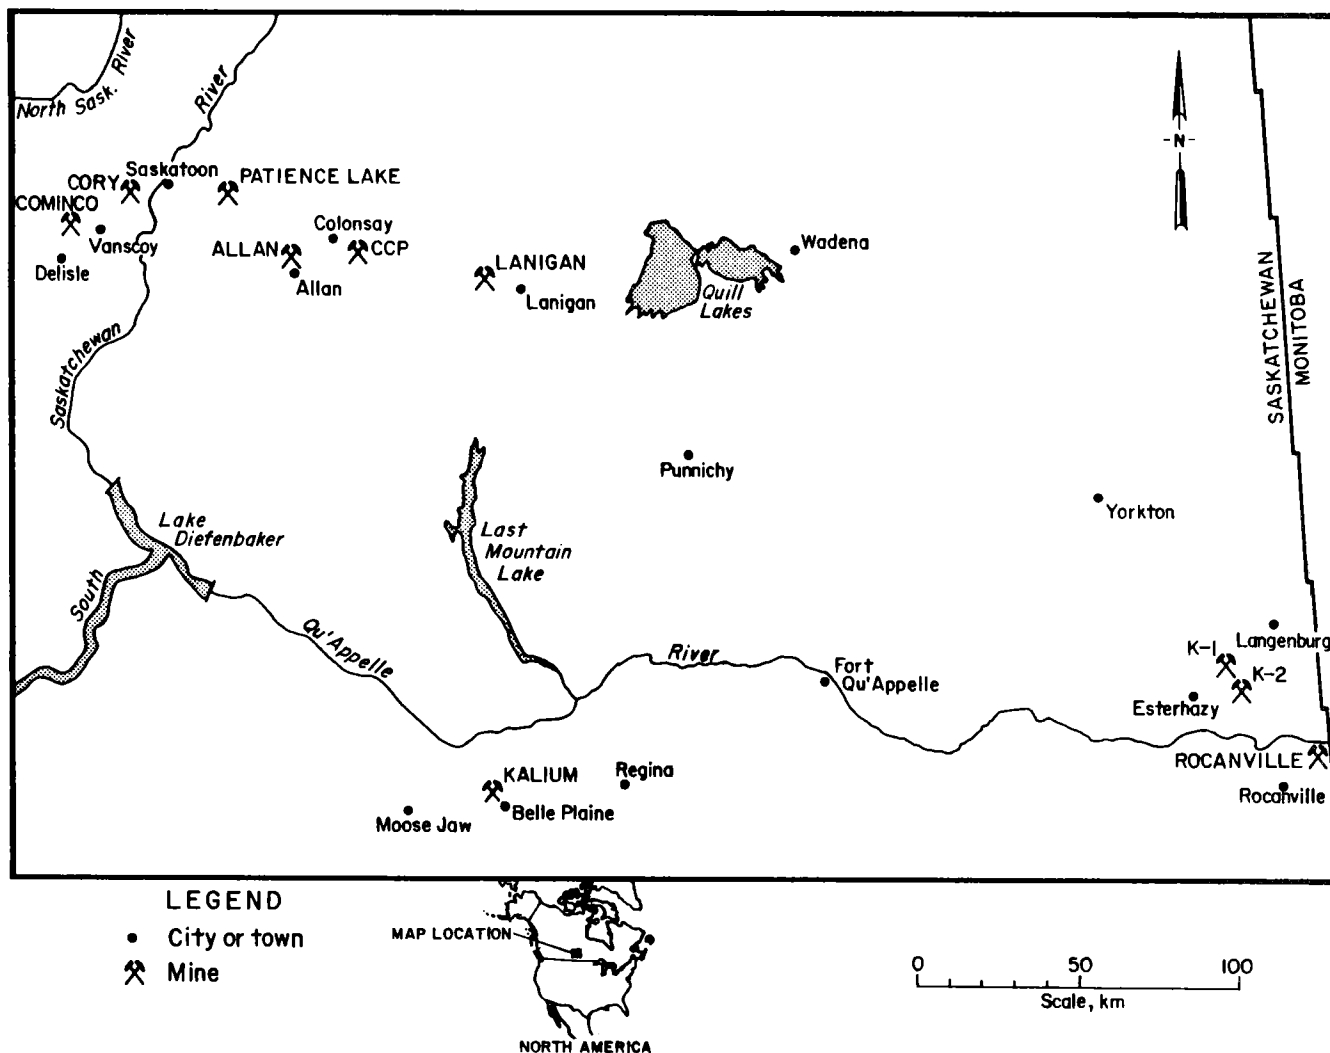 North Sask. River
River
CORY
Saskatoon
PATIENCE LAKE
COMINCO
Vanscoy
Delisle
ALLAN
Allan
Colonsay
CCP
LANIGAN
Lanigan
Quill
Lakes
Wadena
-N-
SASKATCHEWAN
MONITOBA
Saskatchewan
Punnichy
Yorkton
Lake
Diefenbaker
Last
Mountain
Lake
South
Qu'Appelle
River
Fort
Qu'Appelle
Langenburg
K-1
K-2
Esterhazy
ROCANVILLE
Rocanville
KALIUM
Regina
Belle Plaine
Moose Jaw
LEGEND
City or town
Mine
MAP LOCATION
NORTH AMERICA
0 50 100
Scale, km